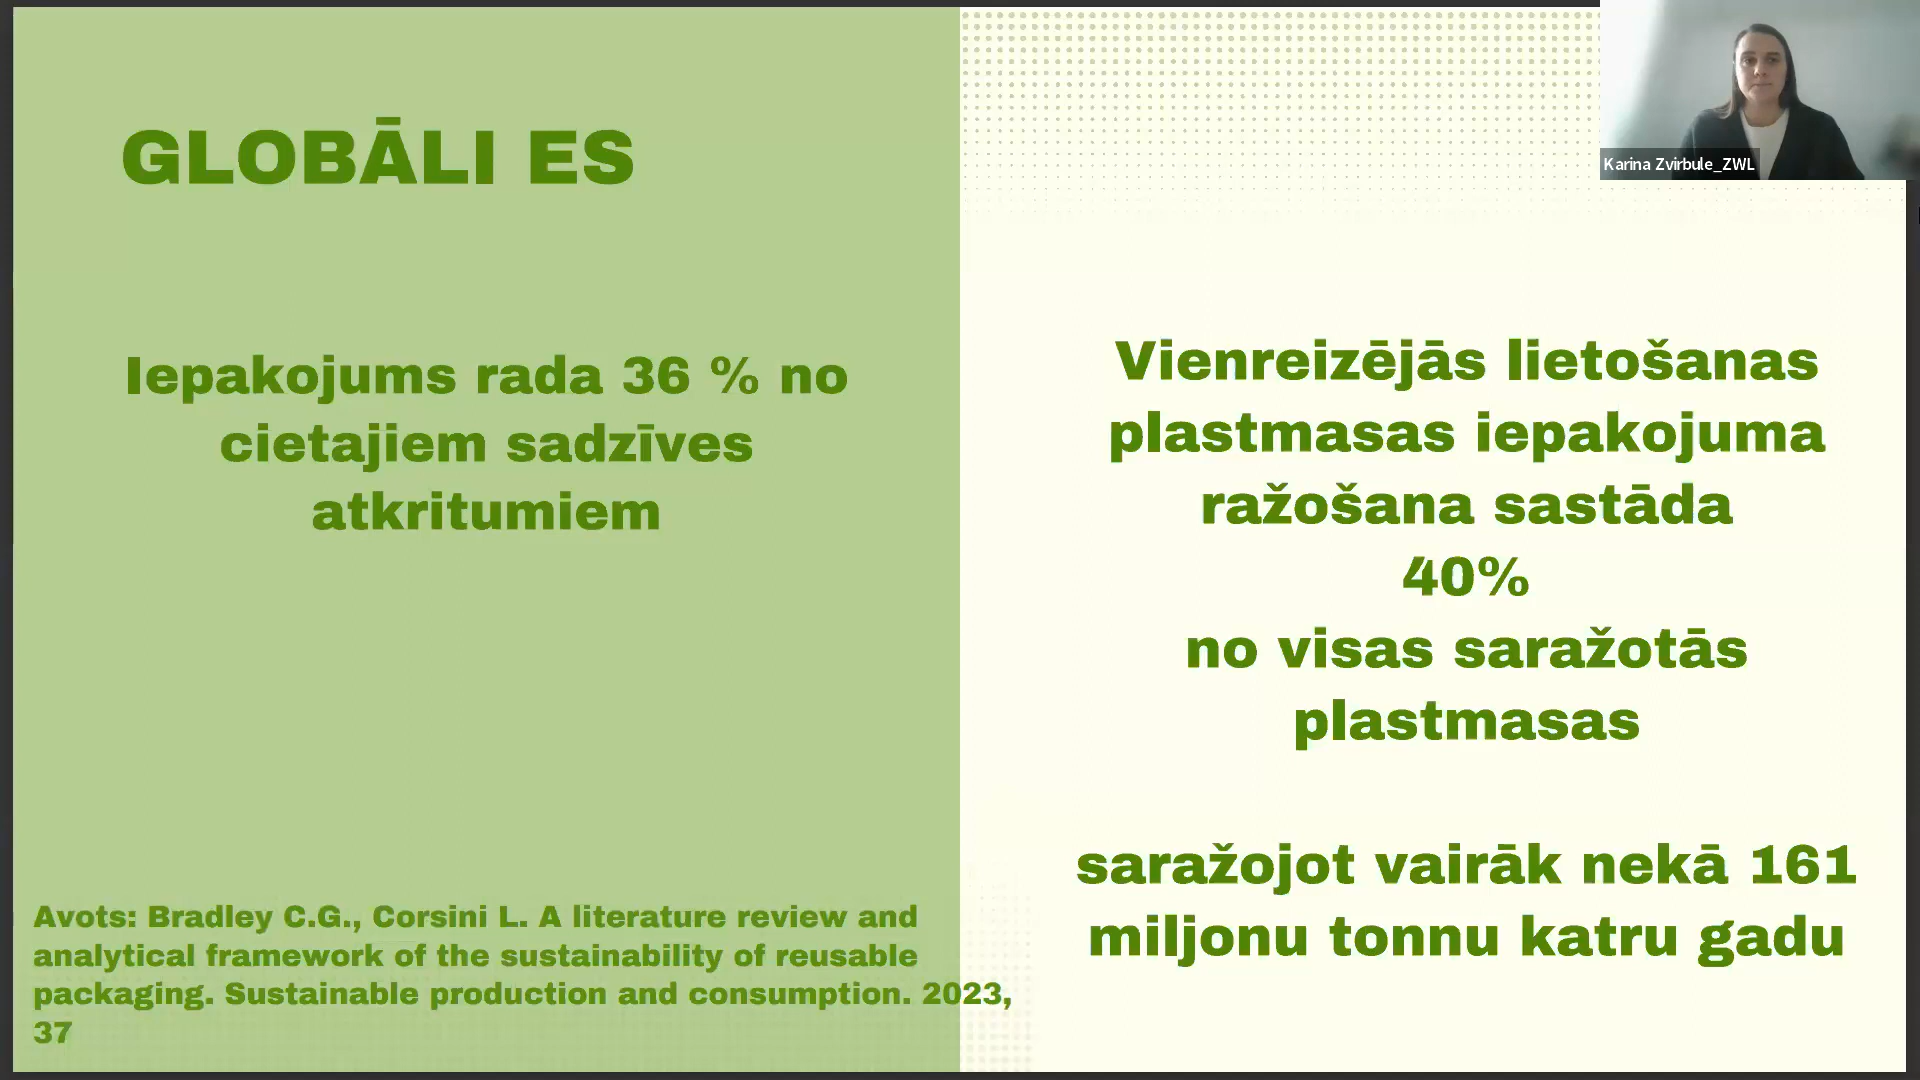 GLOBĀLI ES
Iepakojums rada 36 % no
cietajiem sadzīves
atkritumiem
Avots: Bradley C.G., Corsini L. A literature review and
analytical framework of the sustainability of reusable
packaging. Sustainable production and consumption. 2023,
37
Vienreizējās lietošanas
plastmasas iepakojuma
ražošana sastāda
40%
no visas saražotās
plastmasas
saražojot vairāk nekā 161
miljonu tonnu katru gadu
Karina Zvirbule_ZWL